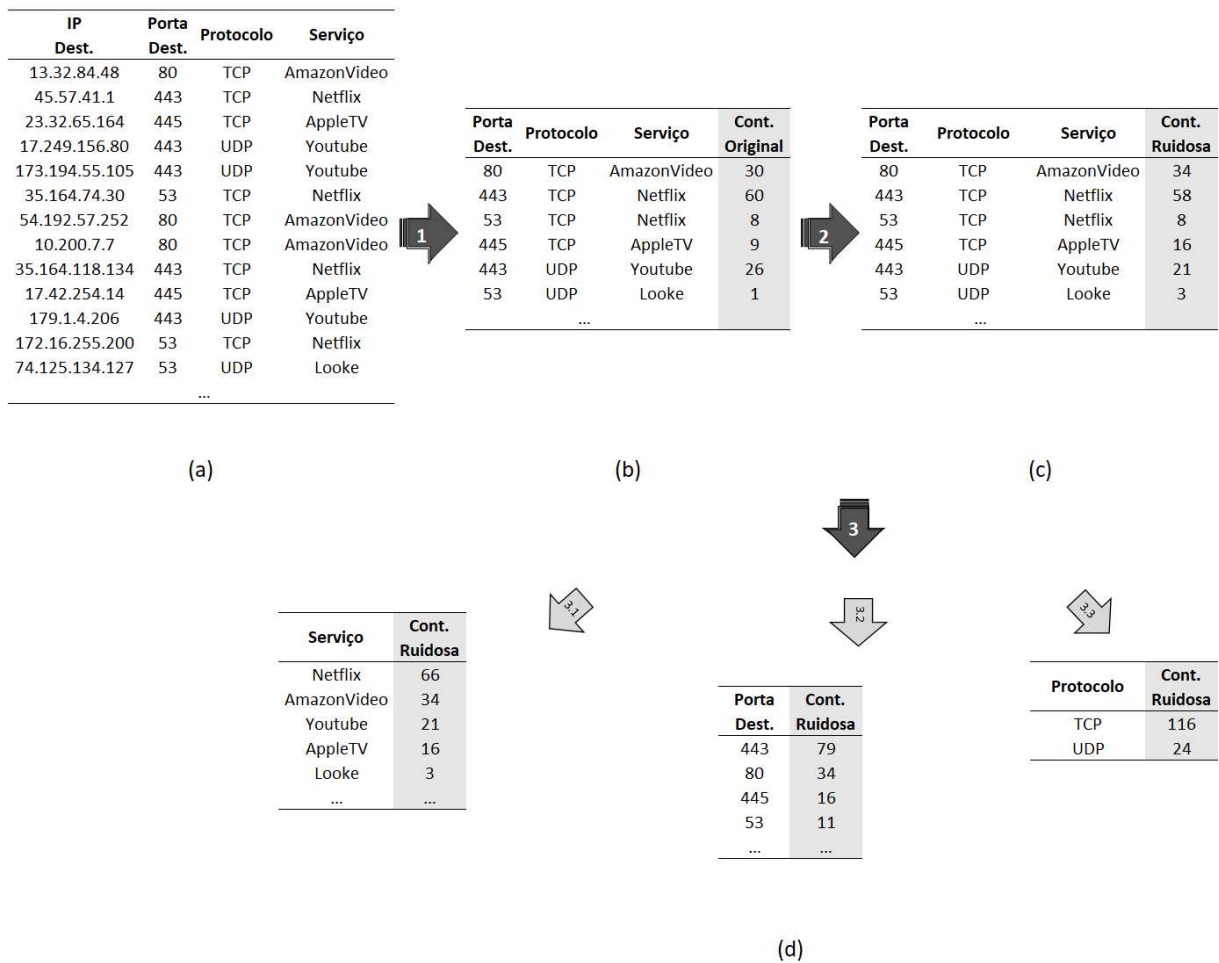 IP Dest. Porta Dest. Protocolo Serviço
13.32.84.48 80 TCP AmazonVideo
45.57.41.1 443 TCP Netflix
23.32.65.164 445 TCP AppleTV
17.249.156.80 443 UDP Youtube
173.194.55.105 443 UDP Youtube
35.164.74.30 53 TCP Netflix
54.192.57.252 80 TCP AmazonVideo
10.200.7.7 80 TCP AmazonVideo
35.164.118.134 443 TCP Netflix
17.42.254.14 445 TCP AppleTV
179.1.4.206 443 UDP Youtube
172.16.255.200 53 TCP Netflix
74.125.134.127 53 UDP Looke
...
(a)
1
Porta Dest. Protocolo Serviço Cont. Original
80 TCP AmazonVideo 30
443 TCP Netflix 60
53 TCP Netflix 8
445 TCP AppleTV 9
443 UDP Youtube 26
53 UDP Looke 1
...
(b)
2
Porta Dest. Protocolo Serviço Cont. Ruidosa
80 TCP AmazonVideo 34
443 TCP Netflix 58
53 TCP Netflix 8
445 TCP AppleTV 16
443 UDP Youtube 21
53 UDP Looke 3
...
(c)
3
3.1
Serviço Cont. Ruidosa
Netflix 66
AmazonVideo 34
Youtube 21
AppleTV 16
Looke 3
... ...
3.2
Porta Dest. Cont. Ruidosa
443 79
80 34
445 16
53 11
... ...
3.3
Protocolo Cont. Ruidosa
TCP 116
UDP 24
(d)